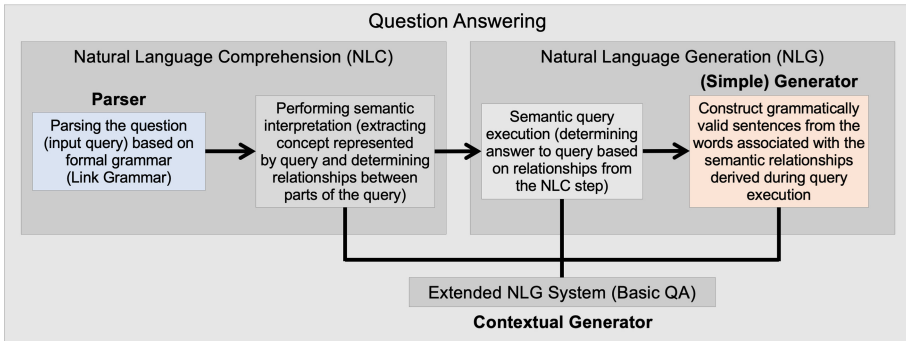 Question Answering
Natural Language Comprehension (NLC)
Parser
Parsing the question
(input query) based on
formal grammar
(Link Grammar)
Performing semantic
interpretation (extracting
concept represented
by query and determining
relationships between
parts of the query)
Natural Language Generation (NLG)
Semantic query
execution (determining
answer to query based
on relationships from
the NLC step)
(Simple) Generator
Construct grammatically
valid sentences from the
words associated with the
semantic relationships
derived during query
execution
Extended NLG System (Basic QA)
Contextual Generator